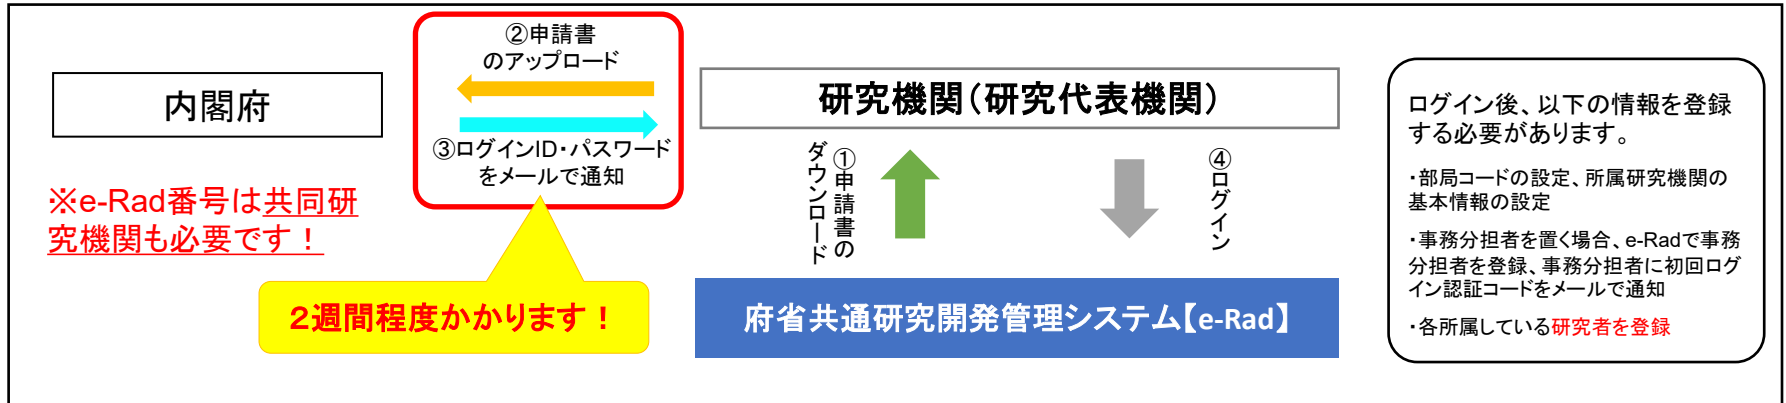 ②申請書
のアップロード
内閣府
③ログインID・パスワード
をメールで通知
※e-Rad番号は共同研
究機関も必要です！
２週間程度かかります！
研究機関（研究代表機関）
①申請書の
ダウンロード
④ログイン
府省共通研究開発管理システム【e-Rad】
ログイン後、以下の情報を登録
する必要があります。
・部局コードの設定、所属研究機関の
基本情報の設定
・事務分担者を置く場合、e-Radで事務
分担者を登録、事務分担者に初回ログ
イン認証コードをメールで通知
・各所属している研究者を登録